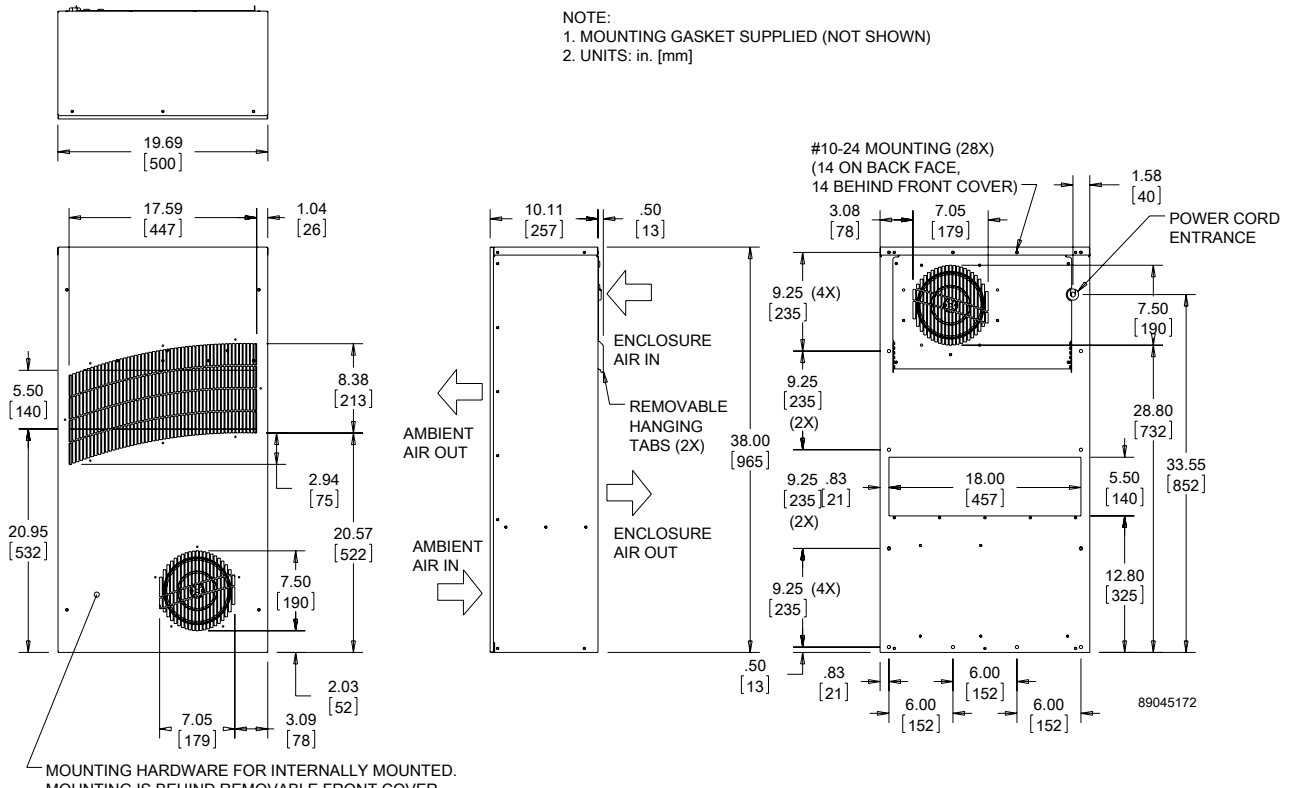 NOTE:
1. MOUNTING GASKET SUPPLIED (NOT SHOWN)
2. UNITS: in. [mm]
19.69
[500]
17.59
[447]
1.04
[26]
5.50
[140]
8.38
[213]
2.94
[75]
20.95
[532]
20.57
[522]
7.50
[190]
2.03
[52]
7.05
[179]
3.09
[78]
MOUNTING HARDWARE FOR INTERNALLY MOUNTED.
MOUNTING IS BEHIND REMOVABLE FRONT COVER
10.11
[257]
.50
[13]
ENCLOSURE
AIR IN
REMOVABLE
HANGING
TABS (2X)
AMBIENT
AIR OUT
38.00
[965]
ENCLOSURE
AIR OUT
AMBIENT
AIR IN
#10-24 MOUNTING (28X)
(14 ON BACK FACE,
14 BEHIND FRONT COVER)
1.58
[40]
3.08
[78]
7.05
[179]
POWER CORD
ENTRANCE
9.25 (4X)
[235]
7.50
[190]
9.25
[235]
(2X)
28.80
[732]
33.55
[852]
9.25
[235]
(2X)
.83
[21]
18.00
[457]
5.50
[140]
12.80
[325]
9.25 (4X)
[235]
.50
[13]
.83
[21]
6.00
[152]
6.00
[152]
6.00
[152]
89045172